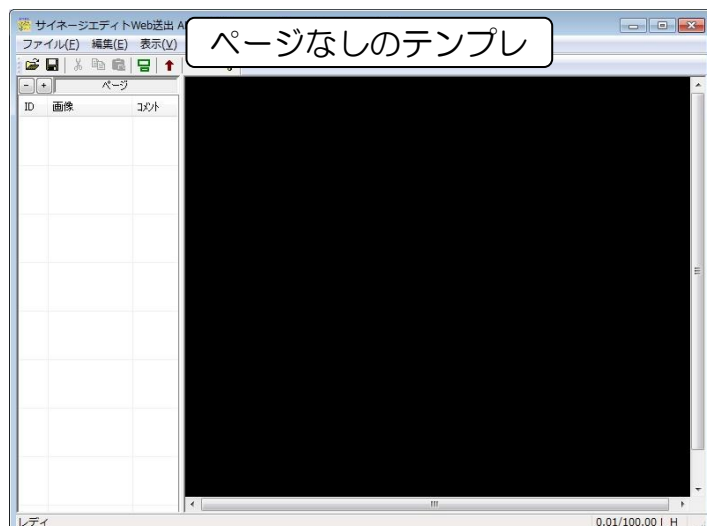 サイネージエディトWeb送出
ページなしのテンプレ
ファイル(F) 編集(E) 表示(V)
- + ページ
ID 画像 コメント
レディ 0.01/100.00 H